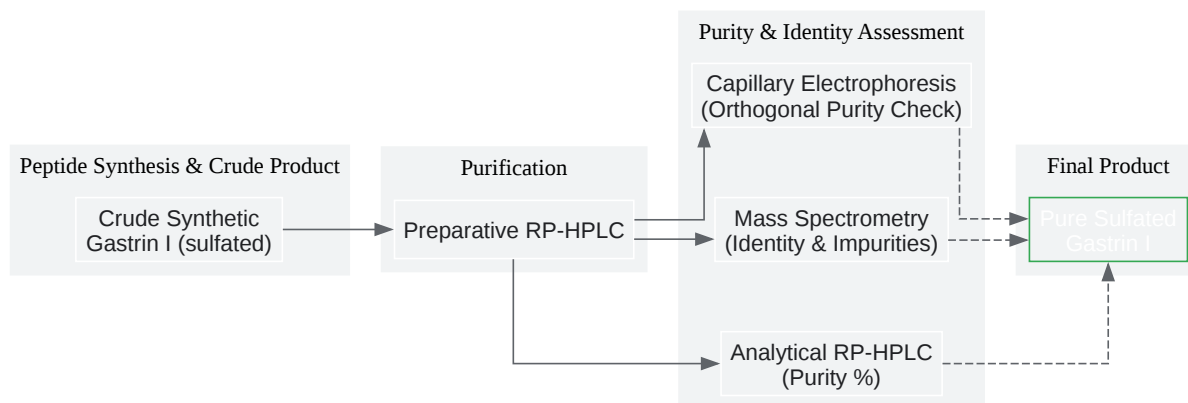 Peptide Synthesis & Crude Product
Crude Synthetic
Gastrin I (sulfated)
Purification
Preparative RP-HPLC
Purity & Identity Assessment
Capillary Electrophoresis
(Orthogonal Purity Check)
Mass Spectrometry
(Identity & Impurities)
Analytical RP-HPLC
(Purity %)
Final Product
Pure Sulfated
Gastrin I